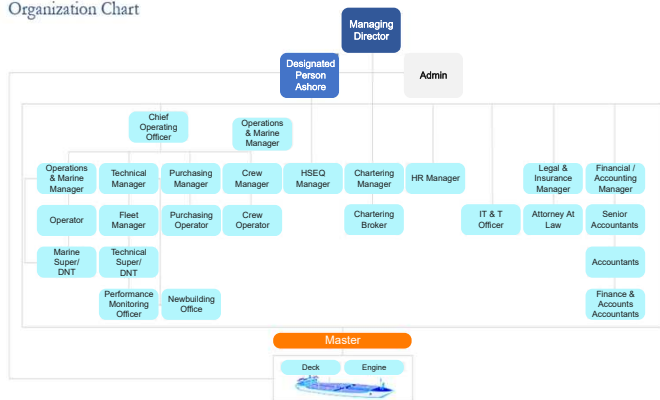 Organization Chart
Managing
Director
Designated
Person
Ashore
Admin
Chief
Operating
Officer
Operations
& Marine
Manager
Operations
& Marine
Manager
Technical
Manager
Purchasing
Manager
Crew
Manager
HSEQ
Manager
Chartering
Manager
HR Manager
Legal &
Insurance
Manager
Financial /
Accounting
Manager
Operator
Fleet
Manager
Purchasing
Operator
Crew
Operator
Chartering
Broker
IT & T
Officer
Attorney At
Law
Senior
Accountants
Marine
Super/
DNT
Technical
Super/
DNT
Accountants
Performance
Monitoring
Officer
Newbuilding
Office
Finance &
Accounts
Accountants
Master
Deck
Engine